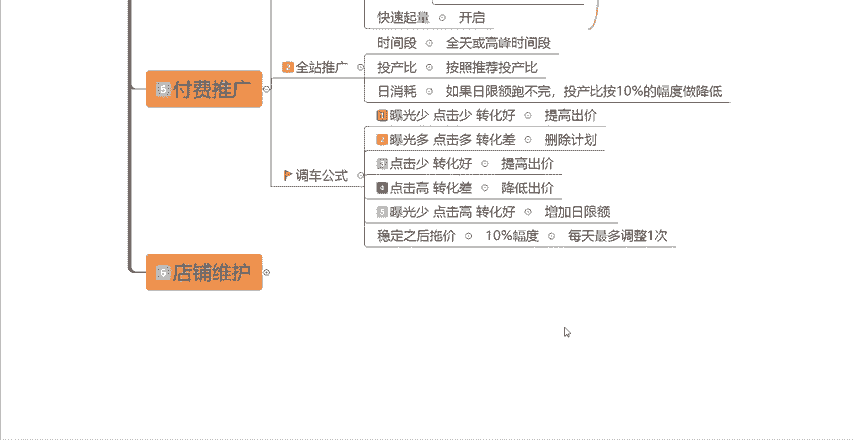 快速起量 开启
时间段 全天或高峰时间段
2 全站推广
投产比 按照推荐投产比
5 付费推广
日消耗 如果日限额跑不完，投产比按10%的幅度做降低
1 曝光少 点击少 转化好 提高出价
2 曝光多 点击多 转化差 删除计划
3 点击少 转化好 提高出价
调车公式
4 点击高 转化差 降低出价
5 曝光少 点击高 转化好 增加日限额
稳定之后拖价 10%幅度 每天最多调整1次
6 店铺维护